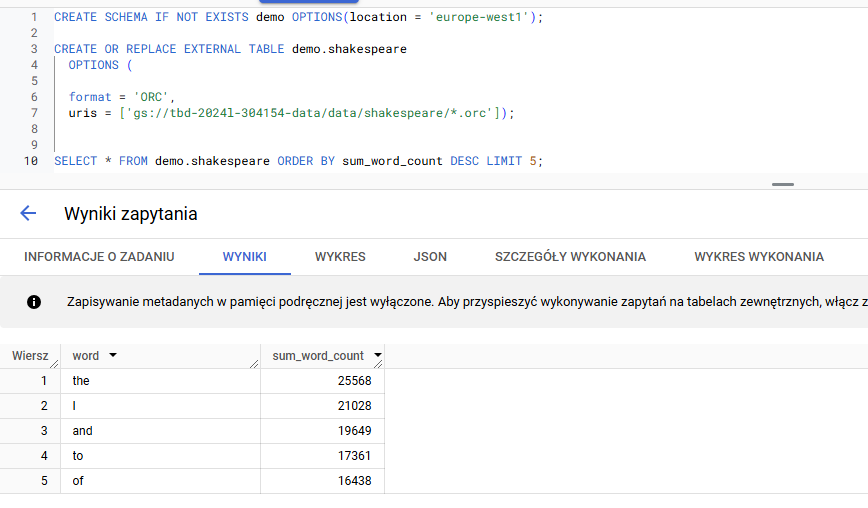 1 CREATE SCHEMA IF NOT EXISTS demo OPTIONS(location = 'europe-west1');
2
3 CREATE OR REPLACE EXTERNAL TABLE demo.shakespeare
4 OPTIONS (
5
6 format = 'ORC',
7 uris = ['gs://tbd-2024l-304154-data/data/shakespeare/*.orc']);
8
9
10 SELECT * FROM demo.shakespeare ORDER BY sum_word_count DESC LIMIT 5;
Wyniki zapytania
INFORMACJE O ZADANIU WYNIKI WYKRES JSON SZCZEGÓŁY WYKONANIA WYKRES WYKONANIA
Zapisywanie metadanych w pamięci podręcznej jest wyłączone. Aby przyspieszyć wykonywanie zapytań na tabelach zewnętrznych, włącz z
Wiersz word sum_word_count
1 the 25568
2 I 21028
3 and 19649
4 to 17361
5 of 16438